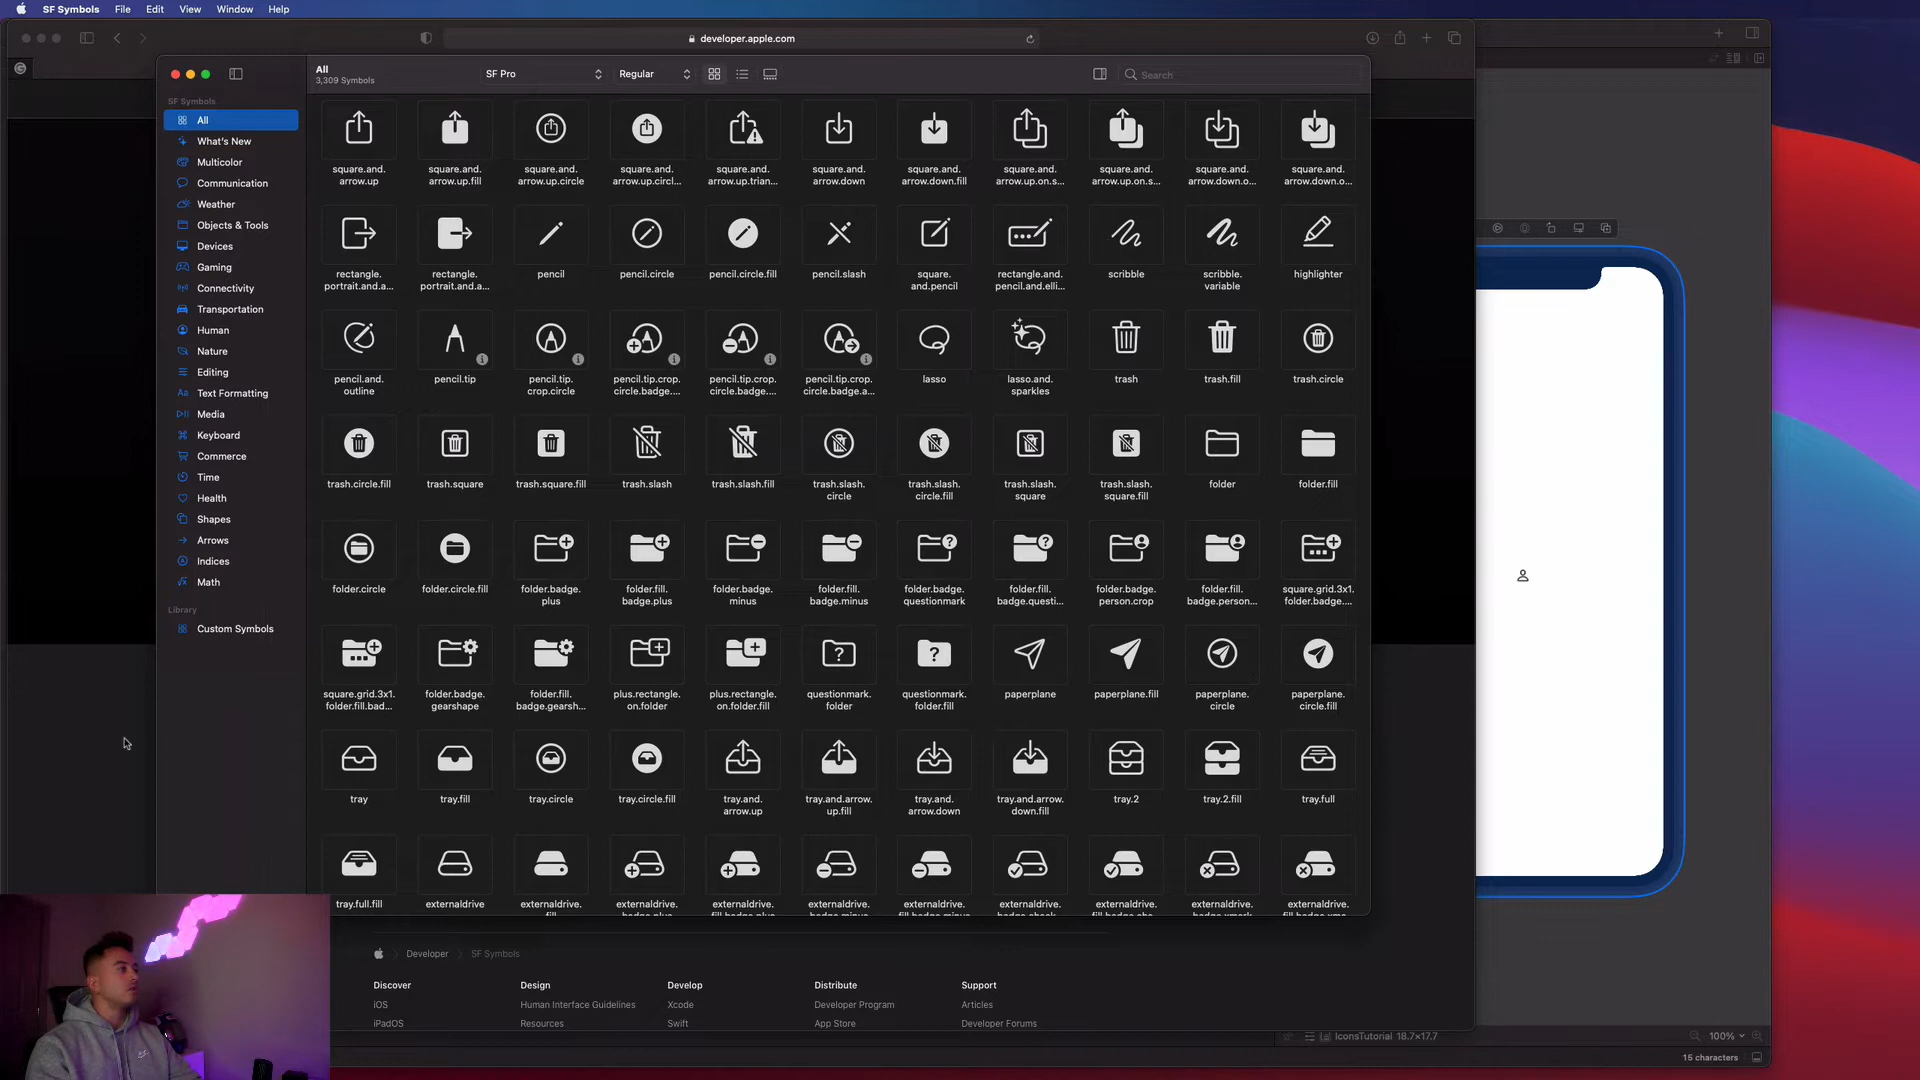 SF Symbols File Edit View Window Help
developer.apple.com
All
3,309 Symbols
SF Pro
Regular
Search
SF Symbols
All
What's New
Multicolor
Communication
Weather
Objects & Tools
Devices
Gaming
Connectivity
Transportation
Human
Nature
Editing
Text Formatting
Media
Keyboard
Commerce
Time
Health
Shapes
Arrows
Indices
Math
Library
Custom Symbols
square.and. square.and. square.and. square.and. square.and. square.and. square.and. square.and. square.and. square.and. square.and.
arrow.up arrow.up.fill arrow.up.circle arrow.up.circl... arrow.up.trian... arrow.down arrow.down.fill arrow.up.on.s... arrow.up.on.s... arrow.down.o... arrow.down.o...
rectangle. rectangle. pencil pencil.circle pencil.circle.fill pencil.slash square. rectangle.and. scribble scribble. highlighter
portrait.and.a... portrait.and.a... and.pencil pencil.and.elli... variable
pencil.and. pencil.tip pencil.tip. pencil.tip.crop. pencil.tip.crop. pencil.tip.crop. lasso lasso.and. trash trash.fill trash.circle
outline crop.circle circle.badge.... circle.badge.... circle.badge.a... sparkles
trash.circle.fill trash.square trash.square.fill trash.slash trash.slash.fill trash.slash. trash.slash. trash.slash. trash.slash. folder folder.fill
circle circle.fill square square.fill
folder.circle folder.circle.fill folder.badge. folder.fill. folder.badge. folder.fill. folder.badge. folder.fill. folder.badge. folder.fill. square.grid.3x1.
plus badge.plus minus badge.minus questionmark badge.questi... person.crop badge.person... folder.badge....
square.grid.3x1. folder.badge. folder.fill. plus.rectangle. plus.rectangle. questionmark. questionmark. paperplane paperplane.fill paperplane. paperplane.
folder.fill.bad... gearshape badge.gearsh... on.folder on.folder.fill folder folder.fill circle circle.fill
tray tray.fill tray.circle tray.circle.fill tray.and. tray.and.arrow. tray.and. tray.and.arrow. tray.2 tray.2.fill tray.full
arrow.up up.fill arrow.down down.fill
tray.full.fill externaldrive externaldrive. externaldrive. externaldrive. externaldrive. externaldrive. externaldrive. externaldrive. externaldrive. externaldrive.
Developer SF Symbols
Discover Design Develop Distribute Support
iOS Human Interface Guidelines Xcode Developer Program Articles
iPadOS Resources Swift App Store Developer Forums
IconsTutorial 18.7×17.7
100%
15 characters